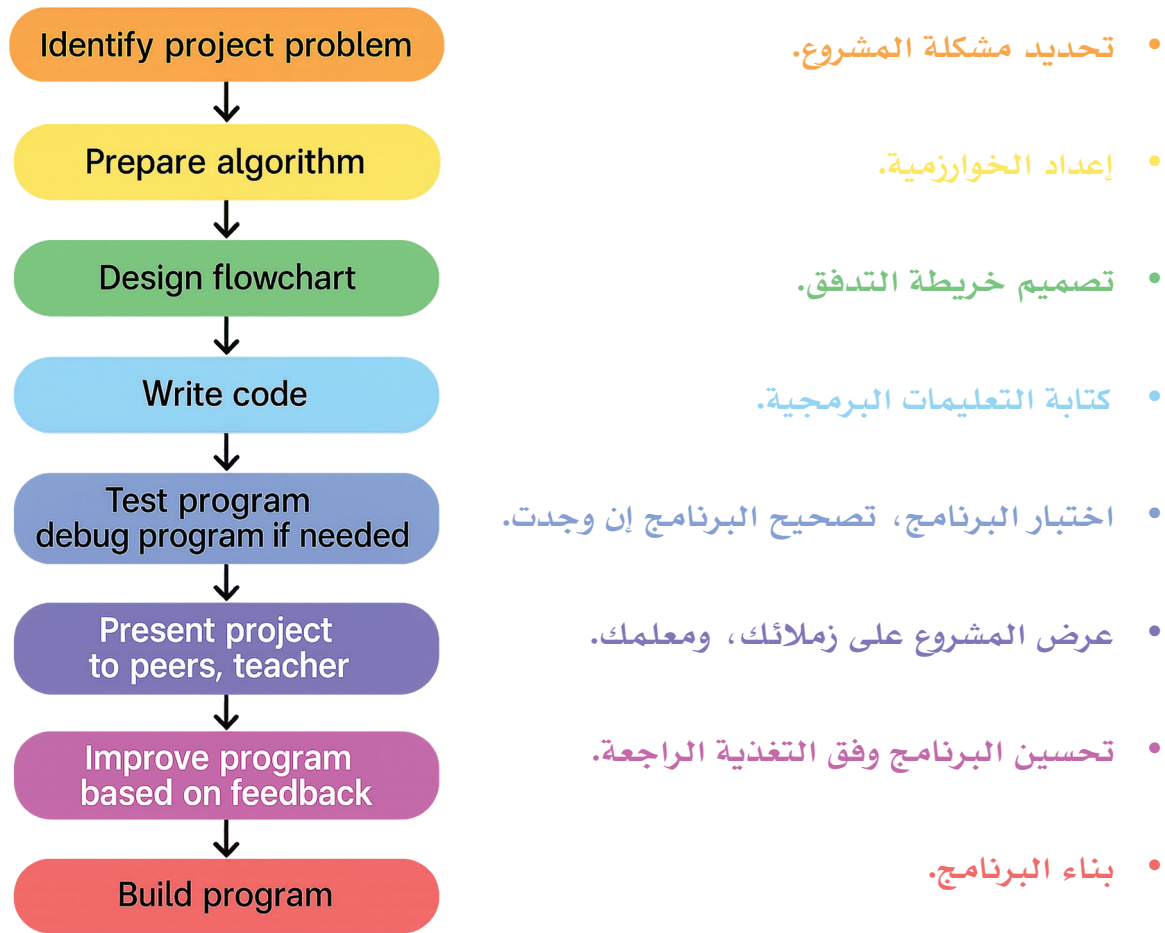 Identify project problem
Prepare algorithm
Design flowchart
Write code
Test program
debug program if needed
Present project
to peers, teacher
Improve program
based on feedback
Build program
• تحديد مشكلة المشروع.
• إعداد الخوارزمية.
• تصميم خريطة التدفق.
• كتابة التعليمات البرمجية.
• اختبار البرنامج، تصحيح البرنامج إن وجدت.
• عرض المشروع على زملائك، ومعلمك.
• تحسين البرنامج وفق التغذية الراجعة.
• بناء البرنامج.